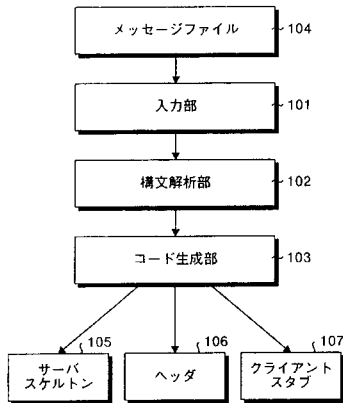 メッセージファイル
104
入力部
101
構文解析部
102
コード生成部
103
105
106
107
サーバ
スケルトン
ヘッダ
クライアント
スタブ